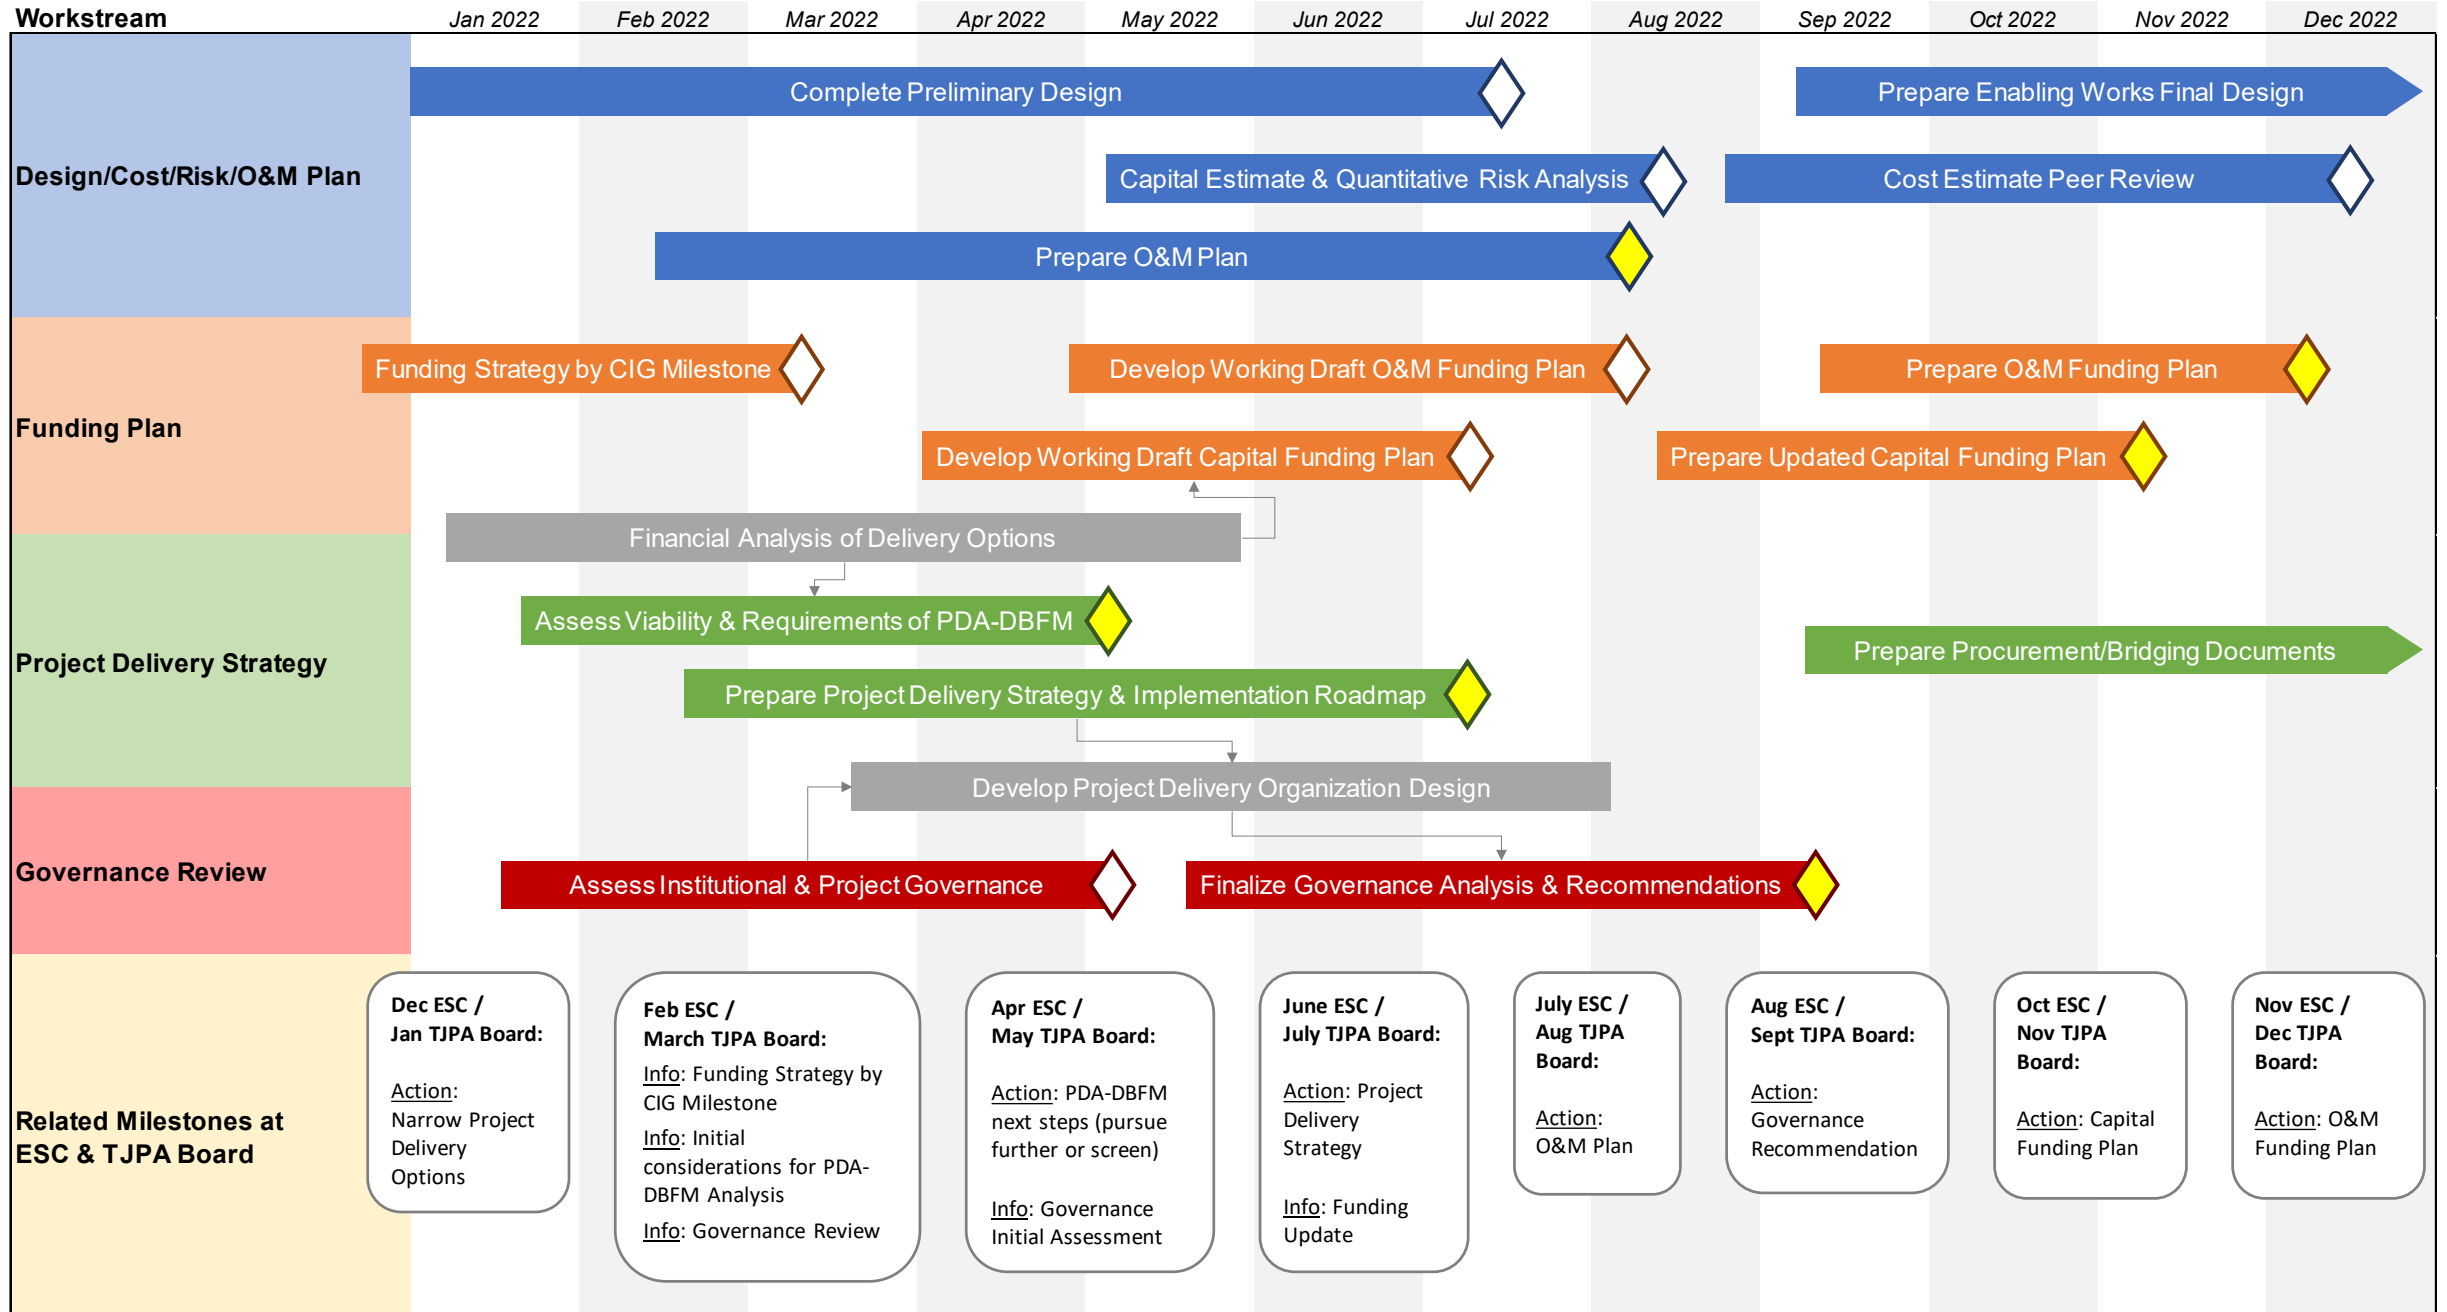 Workstream
Jan 2022
Feb 2022
Mar 2022
Apr 2022
May 2022
Jun 2022
Jul 2022
Aug 2022
Sep 2022
Oct 2022
Nov 2022
Dec 2022
Design/Cost/Risk/O&M Plan
Complete Preliminary Design
Prepare Enabling Works Final Design
Capital Estimate & Quantitative Risk Analysis
Cost Estimate Peer Review
Prepare O&M Plan
Funding Plan
Funding Strategy by CIG Milestone
Develop Working Draft O&M Funding Plan
Prepare O&M Funding Plan
Develop Working Draft Capital Funding Plan
Prepare Updated Capital Funding Plan
Financial Analysis of Delivery Options
Project Delivery Strategy
Assess Viability & Requirements of PDA-DBFM
Prepare Procurement/Bridging Documents
Prepare Project Delivery Strategy & Implementation Roadmap
Develop Project Delivery Organization Design
Governance Review
Assess Institutional & Project Governance
Finalize Governance Analysis & Recommendations
Related Milestones at
ESC & TJPA Board
Dec ESC /
Jan TJPA Board:
Action:
Narrow Project
Delivery
Options
Feb ESC /
March TJPA Board:
Info: Funding Strategy by
CIG Milestone
Info: Initial
considerations for PDA-
DBFM Analysis
Info: Governance Review
Apr ESC /
May TJPA Board:
Action: PDA-DBFM
next steps (pursue
further or screen)
Info: Governance
Initial Assessment
June ESC /
July TJPA Board:
Action: Project
Delivery
Strategy
Info: Funding
Update
July ESC /
Aug TJPA
Board:
Action:
O&M Plan
Aug ESC /
Sept TJPA Board:
Action:
Governance
Recommendation
Oct ESC /
Nov TJPA
Board:
Action: Capital
Funding Plan
Nov ESC /
Dec TJPA
Board:
Action: O&M
Funding Plan